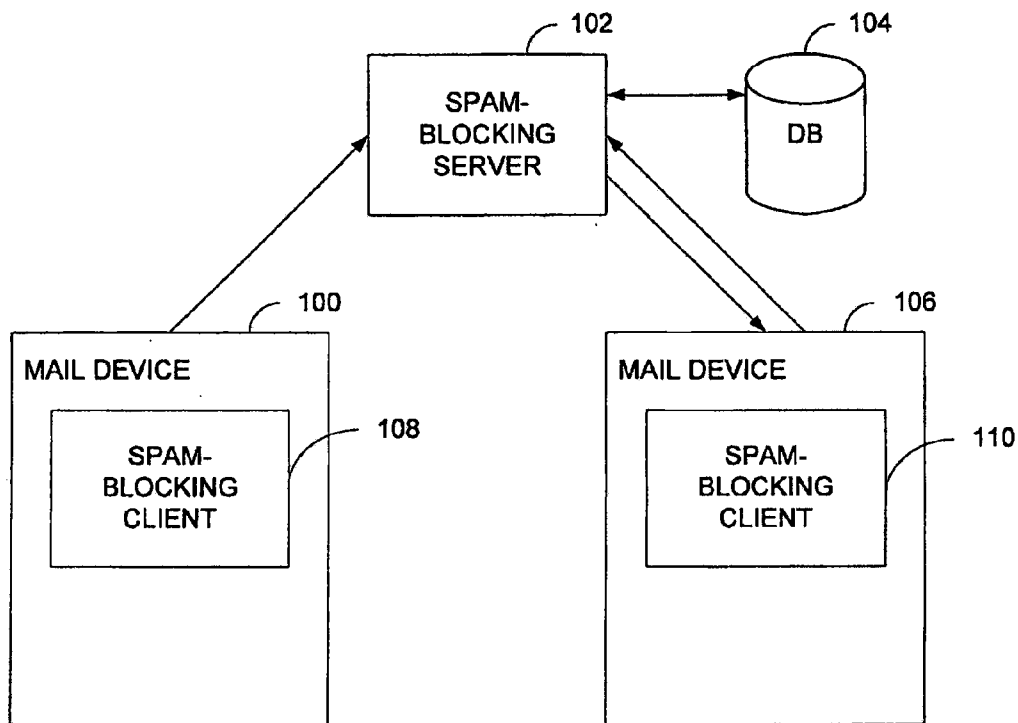 102
104
SPAM-
BLOCKING
SERVER
DB
100
106
MAIL DEVICE
MAIL DEVICE
108
110
SPAM-
BLOCKING
CLIENT
SPAM-
BLOCKING
CLIENT